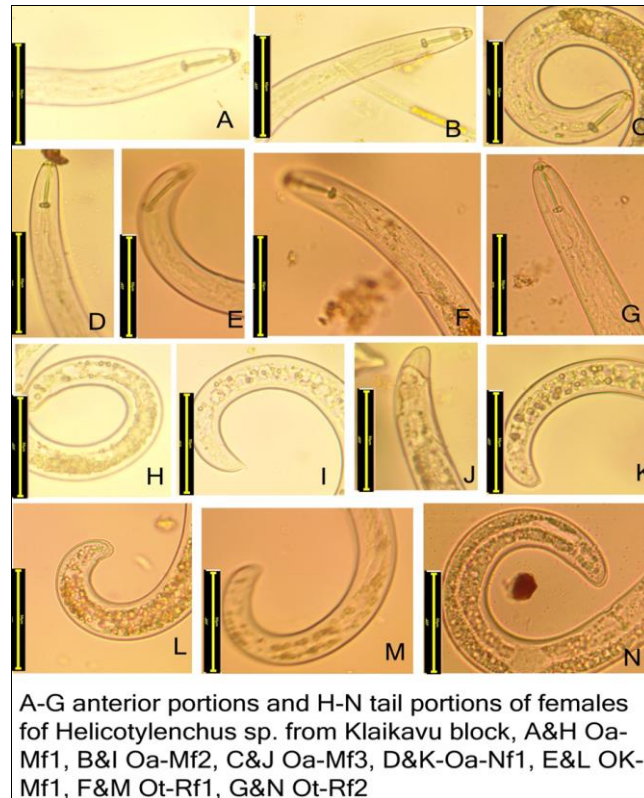 A
B
C
D
E
F
G
H
I
J
K
L
M
N
A-G anterior portions and H-N tail portions of females
fof Helicotylenchus sp. from Klaikavu block, A&H Oa-
Mf1, B&I Oa-Mf2, C&J Oa-Mf3, D&K-Oa-Nf1, E&L OK-
Mf1, F&M Ot-Rf1, G&N Ot-Rf2